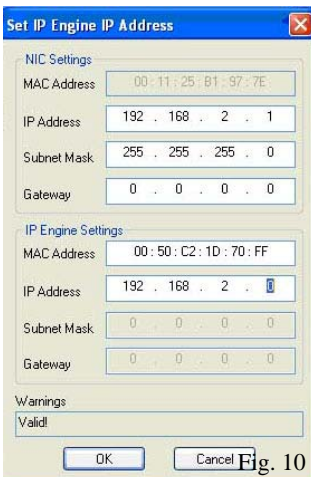 Set IP Engine IP Address
NIC Settings
MAC Address 00 : 11 : 25 : B1 : 97 : 7E
IP Address 192 . 168 . 2 . 1
Subnet Mask 255 . 255 . 255 . 0
Gateway 0 . 0 . 0 . 0
IP Engine Settings
MAC Address 00 : 50 : C2 : 1D : 70 : FF
IP Address 192 . 168 . 2 . 0
Subnet Mask 0 . 0 . 0 . 0
Gateway 0 . 0 . 0 . 0
Warnings
Valid!
OK Cancel Fig. 10